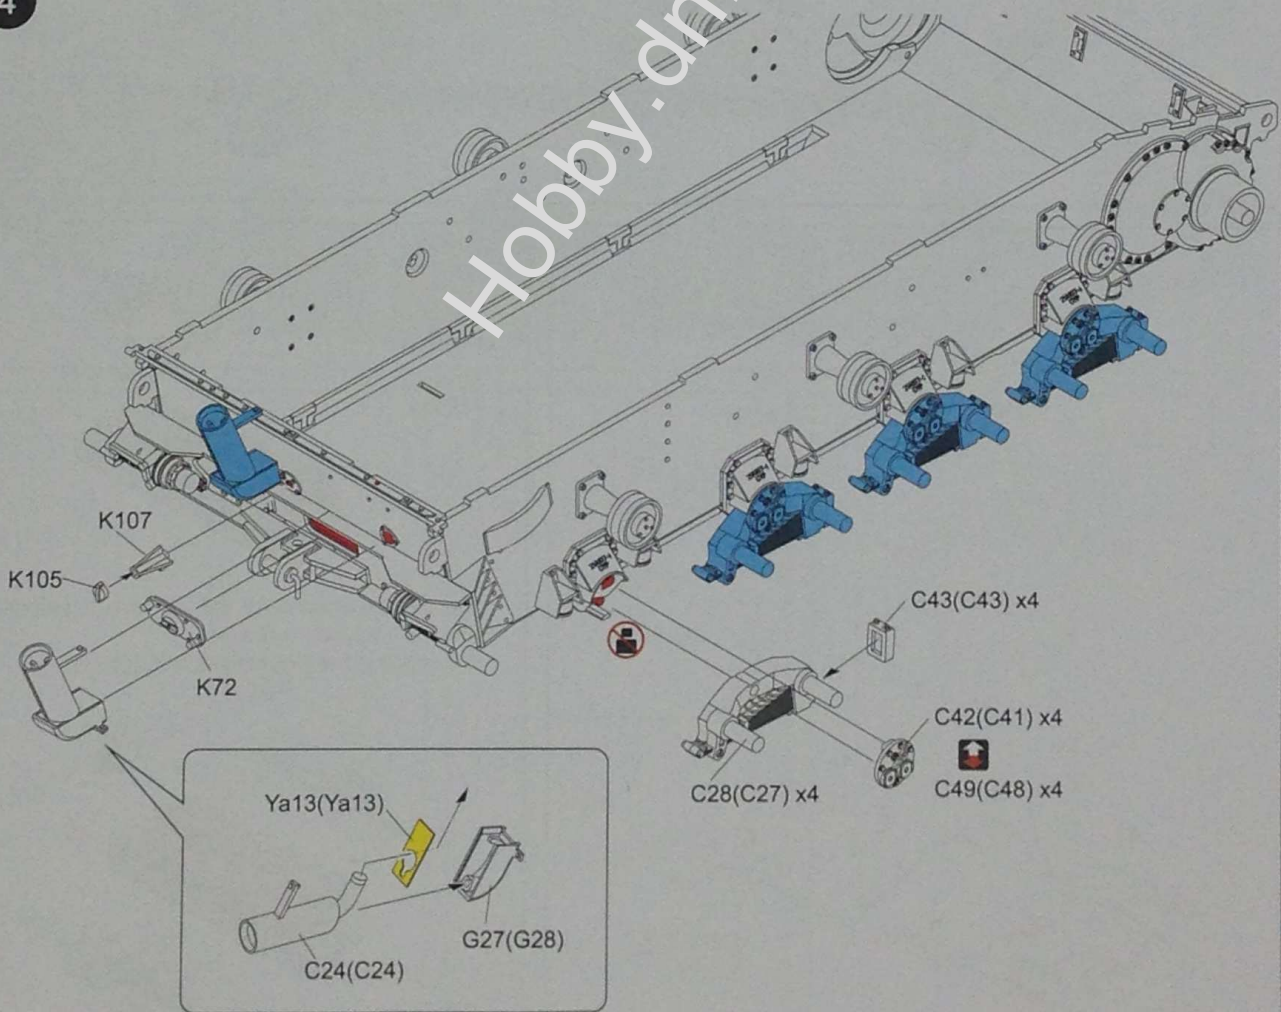 4
Hobby.dn
K107
K105
K72
C43(C43) x4
C42(C41) x4
C49(C48) x4
C28(C27) x4
Ya13(Ya13)
G27(G28)
C24(C24)